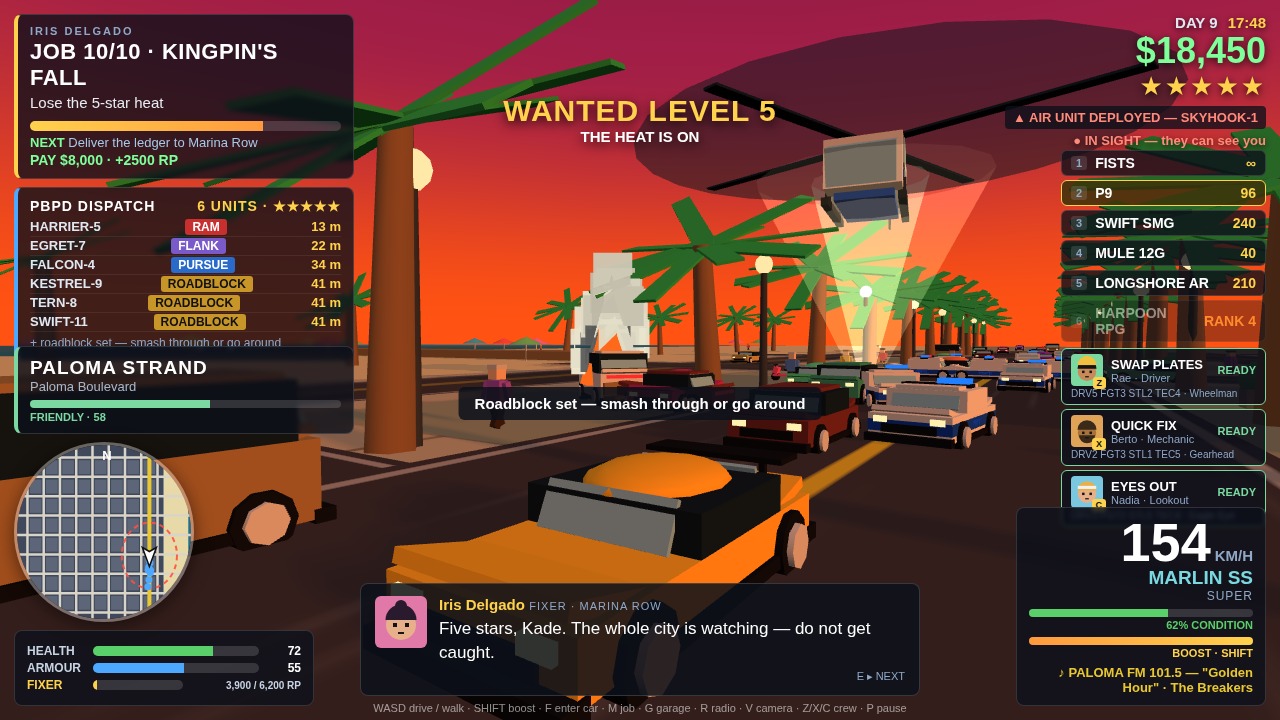 IRIS DELGADO
JOB 10/10 · KINGPIN'S
FALL
Lose the 5-star heat
NEXT Deliver the ledger to Marina Row
PAY $8,000 · +2500 RP
PBPD DISPATCH 6 UNITS · ★★★★★
HARRIER-5 RAM 13 m
EGRET-7 FLANK 22 m
FALCON-4 PURSUE 34 m
KESTREL-9 ROADBLOCK 41 m
TERN-8 ROADBLOCK 41 m
SWIFT-11 ROADBLOCK 41 m
+ roadblock set — smash through or go around
PALOMA STRAND
Paloma Boulevard
FRIENDLY · 58
N
HEALTH 72
ARMOUR 55
FIXER 3,900 / 6,200 RP
WANTED LEVEL 5
THE HEAT IS ON
Roadblock set — smash through or go around
Iris Delgado FIXER · MARINA ROW
Five stars, Kade. The whole city is watching — do not get
caught.
E ▸ NEXT
WASD drive / walk · SHIFT boost · F enter car · M job · G garage · R radio · V camera · Z/X/C crew · P pause
DAY 9 17:48
$18,450
★★★★★
▲ AIR UNIT DEPLOYED — SKYHOOK-1
● IN SIGHT — they can see you
1 FISTS ∞
2 P9 96
3 SWIFT SMG 240
4 MULE 12G 40
5 LONGSHORE AR 210
6 HARPOON
RPG RANK 4
SWAP PLATES READY
Rae · Driver
Z
DRV5 FGT3 STL2 TEC4 · Wheelman
QUICK FIX READY
Berto · Mechanic
X
DRV2 FGT3 STL1 TEC5 · Gearhead
EYES OUT READY
Nadia · Lookout
C
154 KM/H
MARLIN SS
SUPER
62% CONDITION
BOOST · SHIFT
♪ PALOMA FM 101.5 — "Golden
Hour" · The Breakers